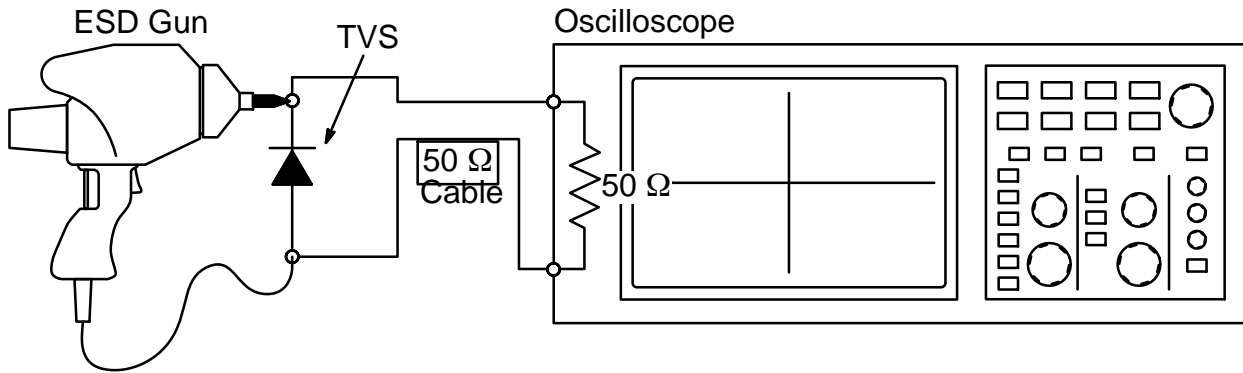 ESD Gun
TVS
Oscilloscope
50 Ω
Cable
50 Ω